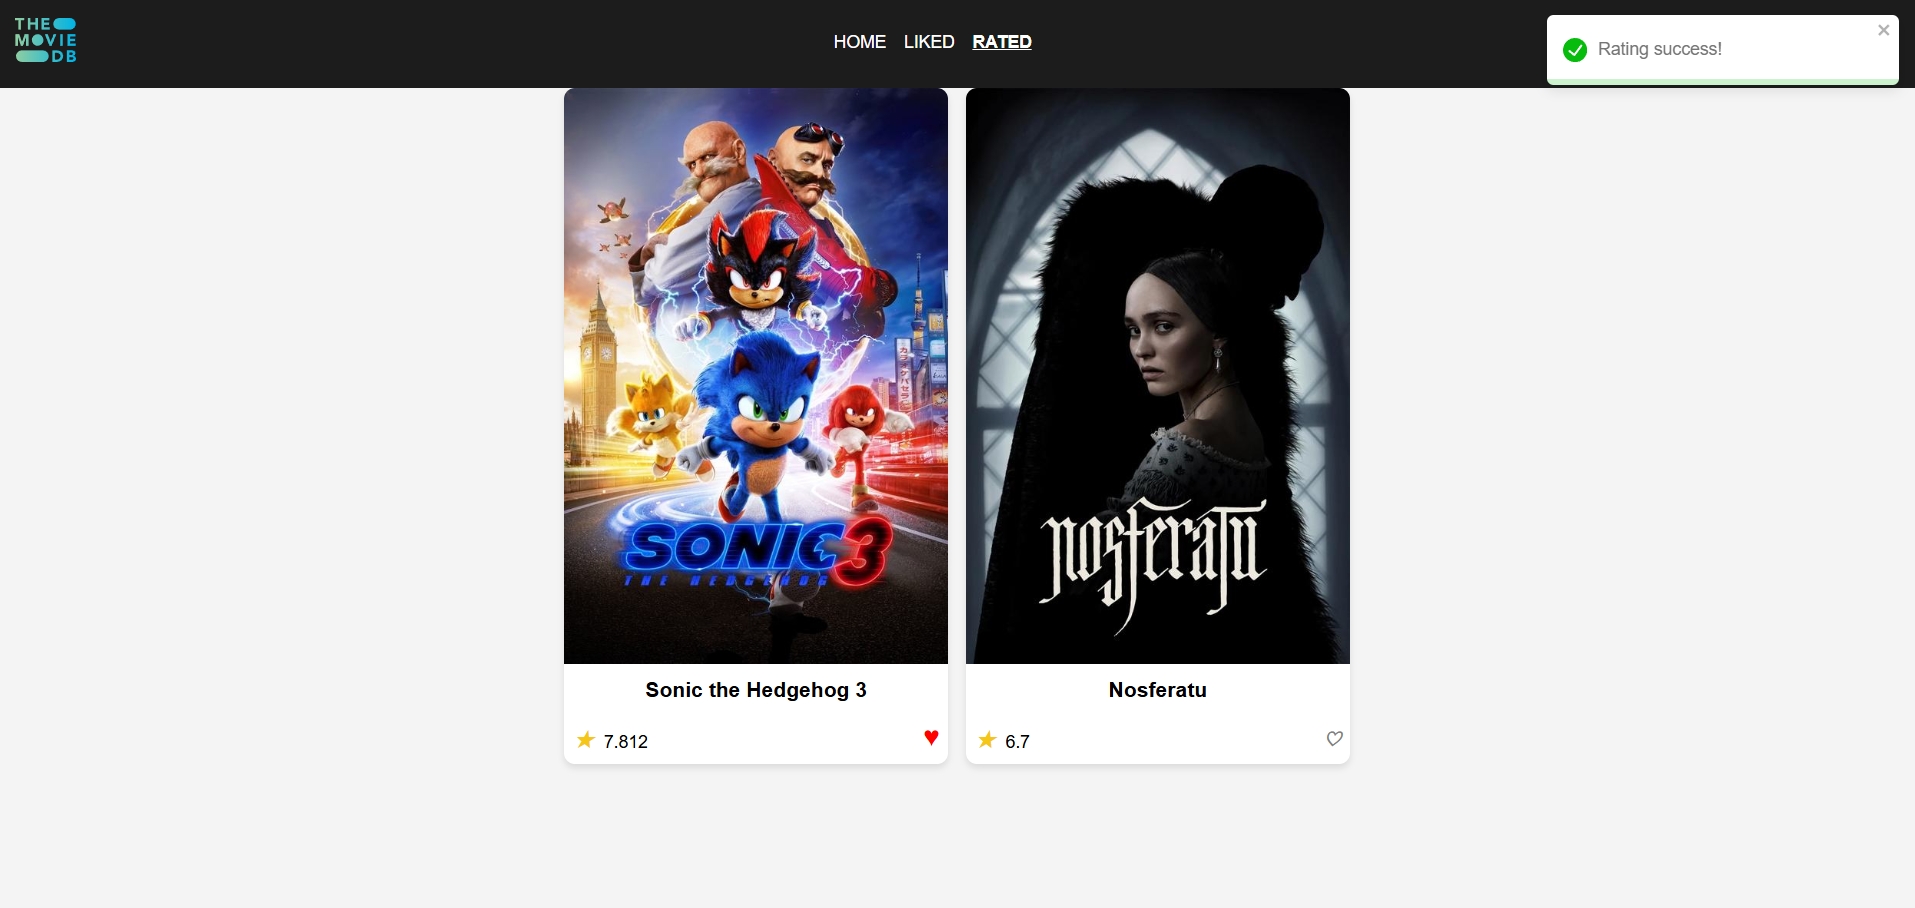 THE
MOVIE
DB
HOME LIKED RATED
Rating success!
SONIC 3
THE HEDGEHOG
nosferatu
Sonic the Hedgehog 3
Nosferatu
7.812
6.7